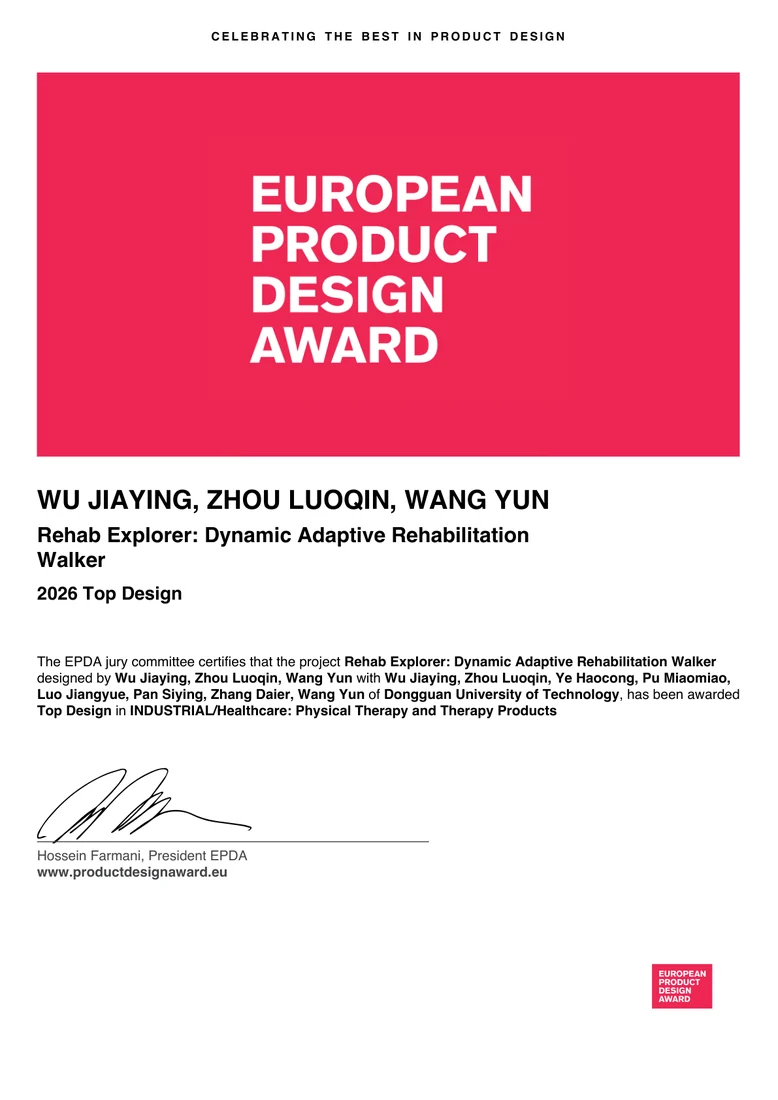 CELEBRATING THE BEST IN PRODUCT DESIGN
EUROPEAN
PRODUCT
DESIGN
AWARD
WU JIAYING, ZHOU LUOQIN, WANG YUN
Rehab Explorer: Dynamic Adaptive Rehabilitation
Walker
2026 Top Design
The EPDA jury committee certifies that the project Rehab Explorer: Dynamic Adaptive Rehabilitation Walker
designed by Wu Jiaying, Zhou Luoqin, Wang Yun with Wu Jiaying, Zhou Luoqin, Ye Haocong, Pu Miaomiao,
Luo Jiangyue, Pan Siying, Zhang Daier, Wang Yun of Dongguan University of Technology, has been awarded
Top Design in INDUSTRIAL/Healthcare: Physical Therapy and Therapy Products
Hossein Farmani, President EPDA
www.productdesignaward.eu
EUROPEAN
PRODUCT
DESIGN
AWARD